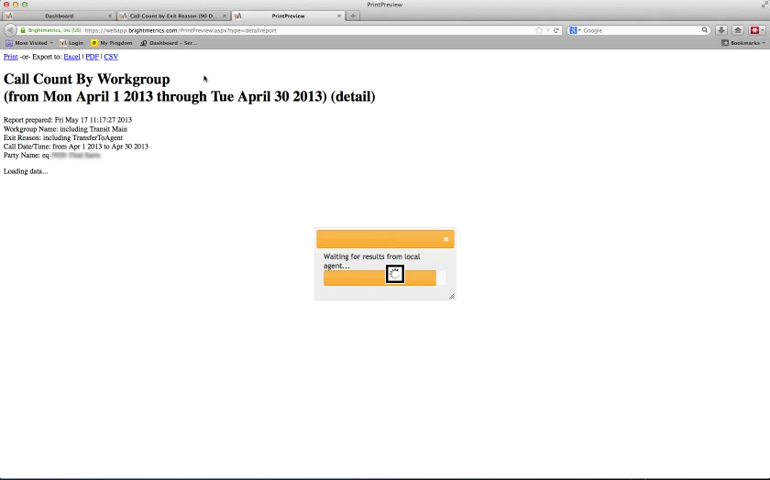 PrintPreview
Dashboard
Call Count by Exit Reason (90 D...
PrintPreview
Brightmetrics, Inc (US)
https://webapp.brightmetrics.com/PrintPreview.aspx?type=detailreport
Google
Most Visited
Login
My Pingdom
Dashboard – Ser...
Bookmarks
Print -or- Export to: Excel | PDF | CSV
Call Count By Workgroup
(from Mon April 1 2013 through Tue April 30 2013) (detail)
Report prepared: Fri May 17 11:17:27 2013
Workgroup Name: including Transit Main
Exit Reason: including TransferToAgent
Call Date/Time: from Apr 1 2013 to Apr 30 2013
Party Name: eq
Loading data...
Waiting for results from local
agent...